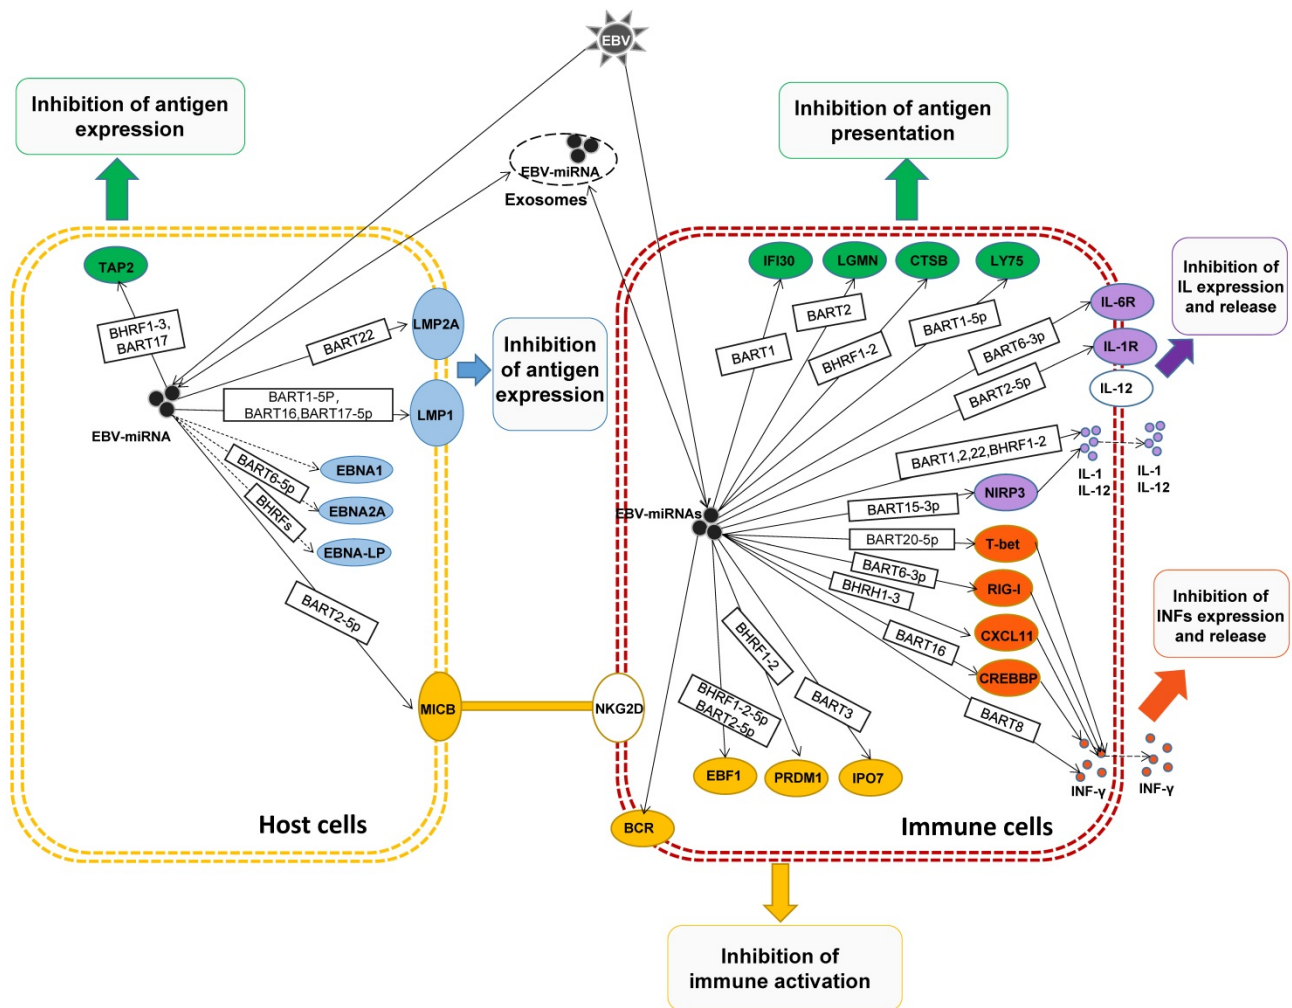 EBV
Inhibition of antigen
expression
Inhibition of antigen
presentation
EBV-miRNA
Exosomes
TAP2
BHRF1-3,
BART17
BART22
LMP2A
BART1-5P,
BART16,BART17-5p
LMP1
EBV-miRNA
Inhibition
of antigen
expression
EBNA1
BART6-5p
EBNA2A
BHRFs
EBNA-LP
BART2-5p
MICB
NKG2D
Host cells
IFI30
LGMN
CTSB
LY75
BART1
BART2
BHRF1-2
BART1-5p
BART6-3p
IL-6R
BART2-5p
IL-1R
IL-12
Inhibition of
IL expression
and release
BART1,2,22,BHRF1-2
IL-1
IL-12
IL-1
IL-12
EBV-miRNAs
BART15-3p
NIRP3
BART20-5p
T-bet
BART6-3p
RIG-I
BHRH1-3
CXCL11
BART16
CREBBP
BART8
INF-γ
INF-γ
Inhibition of
INFs expression
and release
BHRF1-2
BHRF1-2-5p
BART2-5p
BART3
EBF1
PRDM1
IPO7
BCR
Immune cells
Inhibition of
immune activation